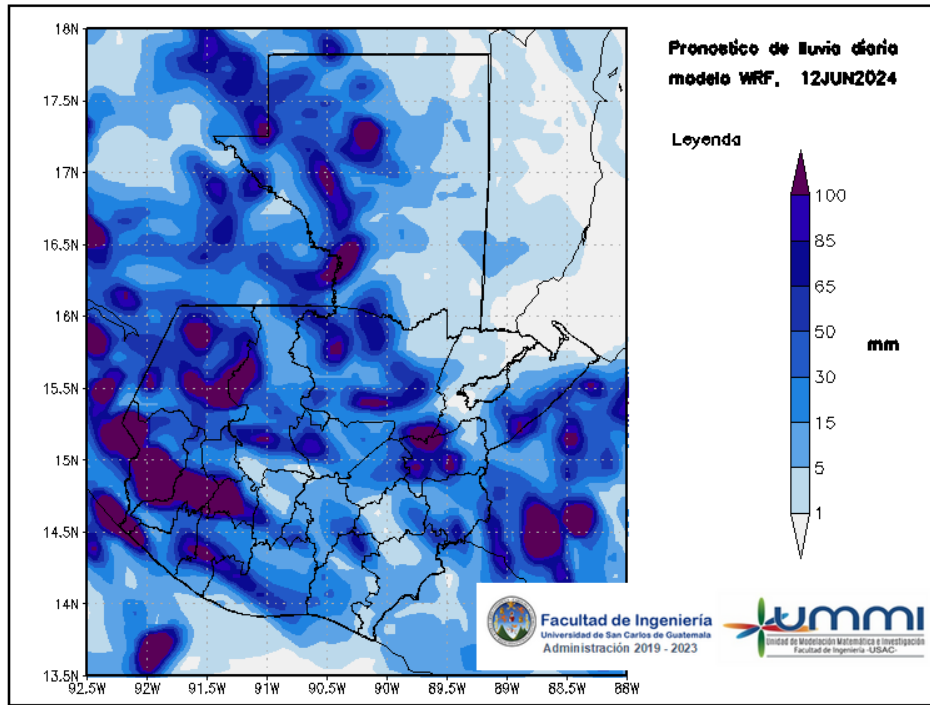 Pronostico de lluvia diaria
modelo WRF, 12JUN2024
Leyenda
100
85
65
50
30
15
5
1
mm
18N
17.5N
17N
16.5N
16N
15.5N
15N
14.5N
14N
13.5N
92.5W
92W
91.5W
91W
90.5W
90W
89.5W
89W
88.5W
88W
Facultad de Ingeniería
Universidad de San Carlos de Guatemala
Administración 2019 - 2023
UMMI
Unidad de Modelación Matemática e Investigación
Facultad de Ingeniería -USAC-